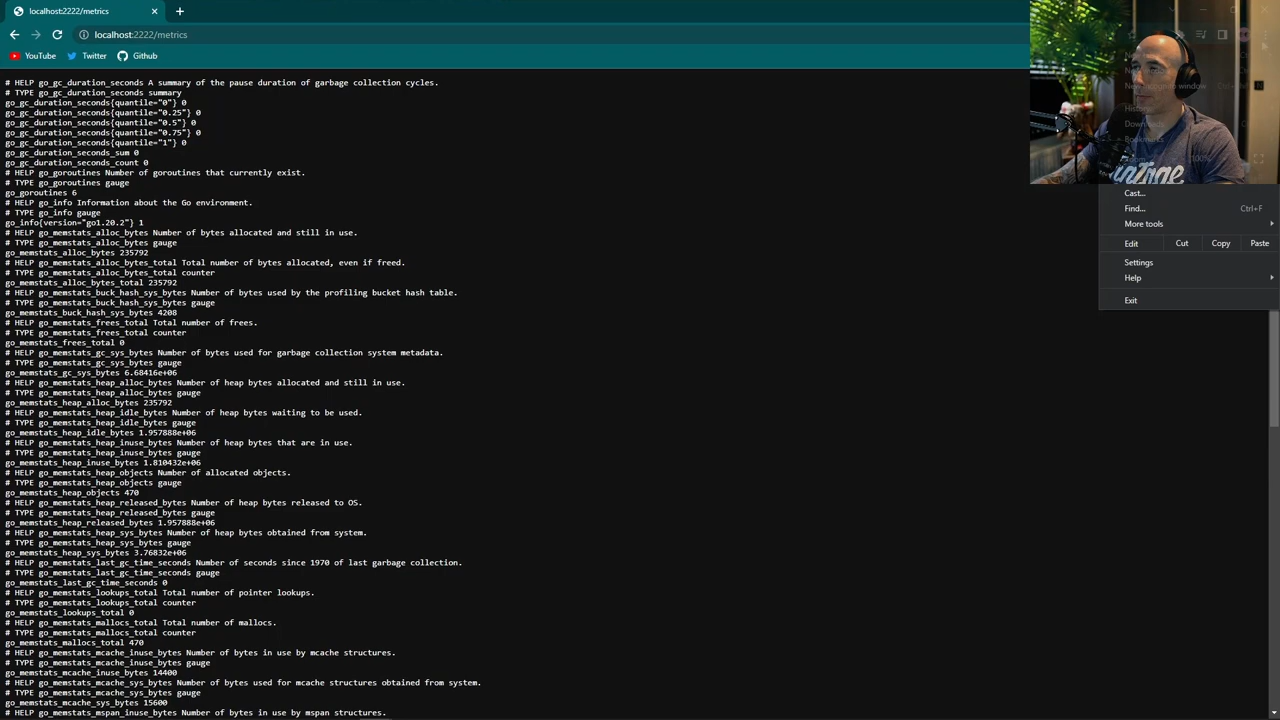 localhost:2222/metrics
localhost:2222/metrics
YouTube
Twitter
Github
# HELP go_gc_duration_seconds A summary of the pause duration of garbage collection cycles.
# TYPE go_gc_duration_seconds summary
go_gc_duration_seconds{quantile="0"} 0
go_gc_duration_seconds{quantile="0.25"} 0
go_gc_duration_seconds{quantile="0.5"} 0
go_gc_duration_seconds{quantile="0.75"} 0
go_gc_duration_seconds{quantile="1"} 0
go_gc_duration_seconds_sum 0
go_gc_duration_seconds_count 0
# HELP go_goroutines Number of goroutines that currently exist.
# TYPE go_goroutines gauge
go_goroutines 6
# HELP go_info Information about the Go environment.
# TYPE go_info gauge
go_info{version="go1.20.2"} 1
# HELP go_memstats_alloc_bytes Number of bytes allocated and still in use.
# TYPE go_memstats_alloc_bytes gauge
go_memstats_alloc_bytes 235792
# HELP go_memstats_alloc_bytes_total Total number of bytes allocated, even if freed.
# TYPE go_memstats_alloc_bytes_total counter
go_memstats_alloc_bytes_total 235792
# HELP go_memstats_buck_hash_sys_bytes Number of bytes used by the profiling bucket hash table.
# TYPE go_memstats_buck_hash_sys_bytes gauge
go_memstats_buck_hash_sys_bytes 4208
# HELP go_memstats_frees_total Total number of frees.
# TYPE go_memstats_frees_total counter
go_memstats_frees_total 0
# HELP go_memstats_gc_sys_bytes Number of bytes used for garbage collection system metadata.
# TYPE go_memstats_gc_sys_bytes gauge
go_memstats_gc_sys_bytes 6.68416e+06
# HELP go_memstats_heap_alloc_bytes Number of heap bytes allocated and still in use.
# TYPE go_memstats_heap_alloc_bytes gauge
go_memstats_heap_alloc_bytes 235792
# HELP go_memstats_heap_idle_bytes Number of heap bytes waiting to be used.
# TYPE go_memstats_heap_idle_bytes gauge
go_memstats_heap_idle_bytes 1.957888e+06
# HELP go_memstats_heap_inuse_bytes Number of heap bytes that are in use.
# TYPE go_memstats_heap_inuse_bytes gauge
go_memstats_heap_inuse_bytes 1.810432e+06
# HELP go_memstats_heap_objects Number of allocated objects.
# TYPE go_memstats_heap_objects gauge
go_memstats_heap_objects 470
# HELP go_memstats_heap_released_bytes Number of heap bytes released to OS.
# TYPE go_memstats_heap_released_bytes gauge
go_memstats_heap_released_bytes 1.957888e+06
# HELP go_memstats_heap_sys_bytes Number of heap bytes obtained from system.
# TYPE go_memstats_heap_sys_bytes gauge
go_memstats_heap_sys_bytes 3.76832e+06
# HELP go_memstats_last_gc_time_seconds Number of seconds since 1970 of last garbage collection.
# TYPE go_memstats_last_gc_time_seconds gauge
go_memstats_last_gc_time_seconds 0
# HELP go_memstats_lookups_total Total number of pointer lookups.
# TYPE go_memstats_lookups_total counter
go_memstats_lookups_total 0
# HELP go_memstats_mallocs_total Total number of mallocs.
# TYPE go_memstats_mallocs_total counter
go_memstats_mallocs_total 470
# HELP go_memstats_mcache_inuse_bytes Number of bytes in use by mcache structures.
# TYPE go_memstats_mcache_inuse_bytes gauge
go_memstats_mcache_inuse_bytes 14400
# HELP go_memstats_mcache_sys_bytes Number of bytes used for mcache structures obtained from system.
# TYPE go_memstats_mcache_sys_bytes gauge
go_memstats_mcache_sys_bytes 15600
# HELP go_memstats_mspan_inuse_bytes Number of bytes in use by mspan structures.
New incognito window
History
Downloads
Bookmarks
100%
Cast...
Find... Ctrl+F
More tools
Edit Cut Copy Paste
Settings
Help
Exit